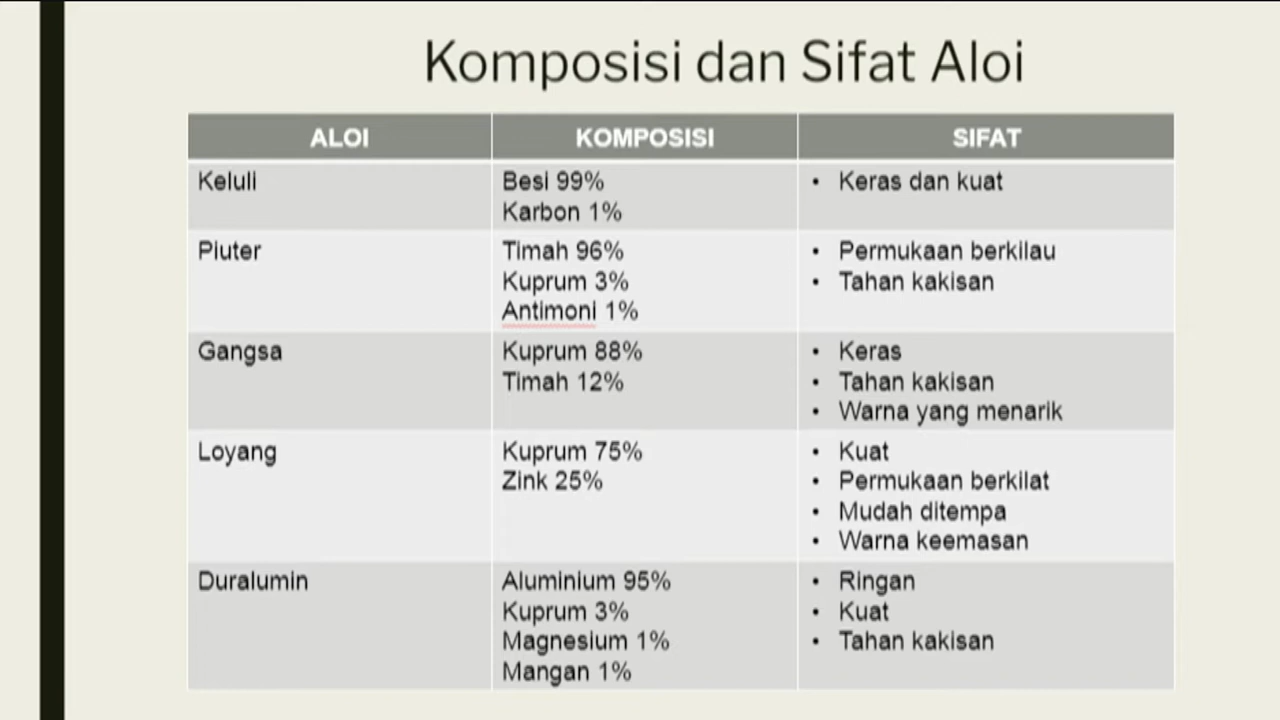 Komposisi dan Sifat Aloi
ALOI KOMPOSISI SIFAT
Keluli
Besi 99%
Karbon 1%
• Keras dan kuat
Piuter
Timah 96%
Kuprum 3%
Antimoni 1%
• Permukaan berkilau
• Tahan kakisan
Gangsa
Kuprum 88%
Timah 12%
• Keras
• Tahan kakisan
• Warna yang menarik
Loyang
Kuprum 75%
Zink 25%
• Kuat
• Permukaan berkilat
• Mudah ditempa
• Warna keemasan
Duralumin
Aluminium 95%
Kuprum 3%
Magnesium 1%
Mangan 1%
• Ringan
• Kuat
• Tahan kakisan